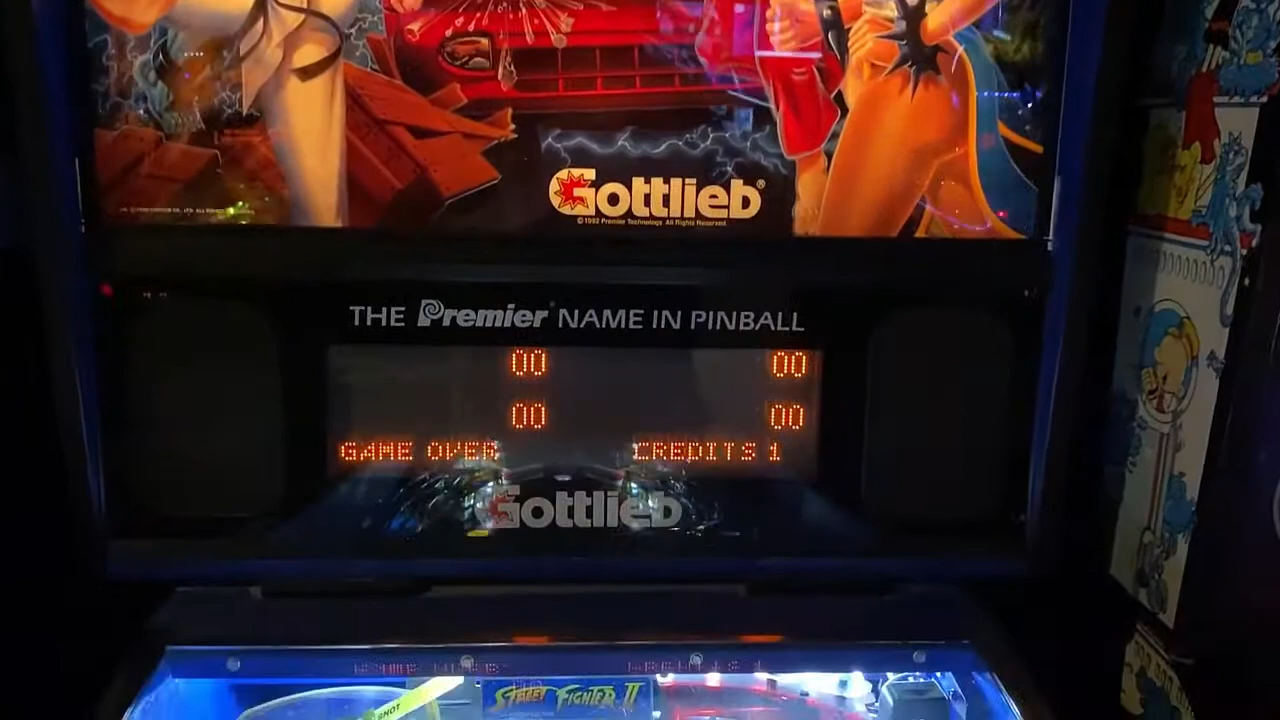 Gottlieb®
©1992 Premier Technology All Rights Reserved.
THE Premier® NAME IN PINBALL
00 00
00 00
GAME OVER CREDITS 1
Gottlieb
STREET FIGHTER II
SHOT